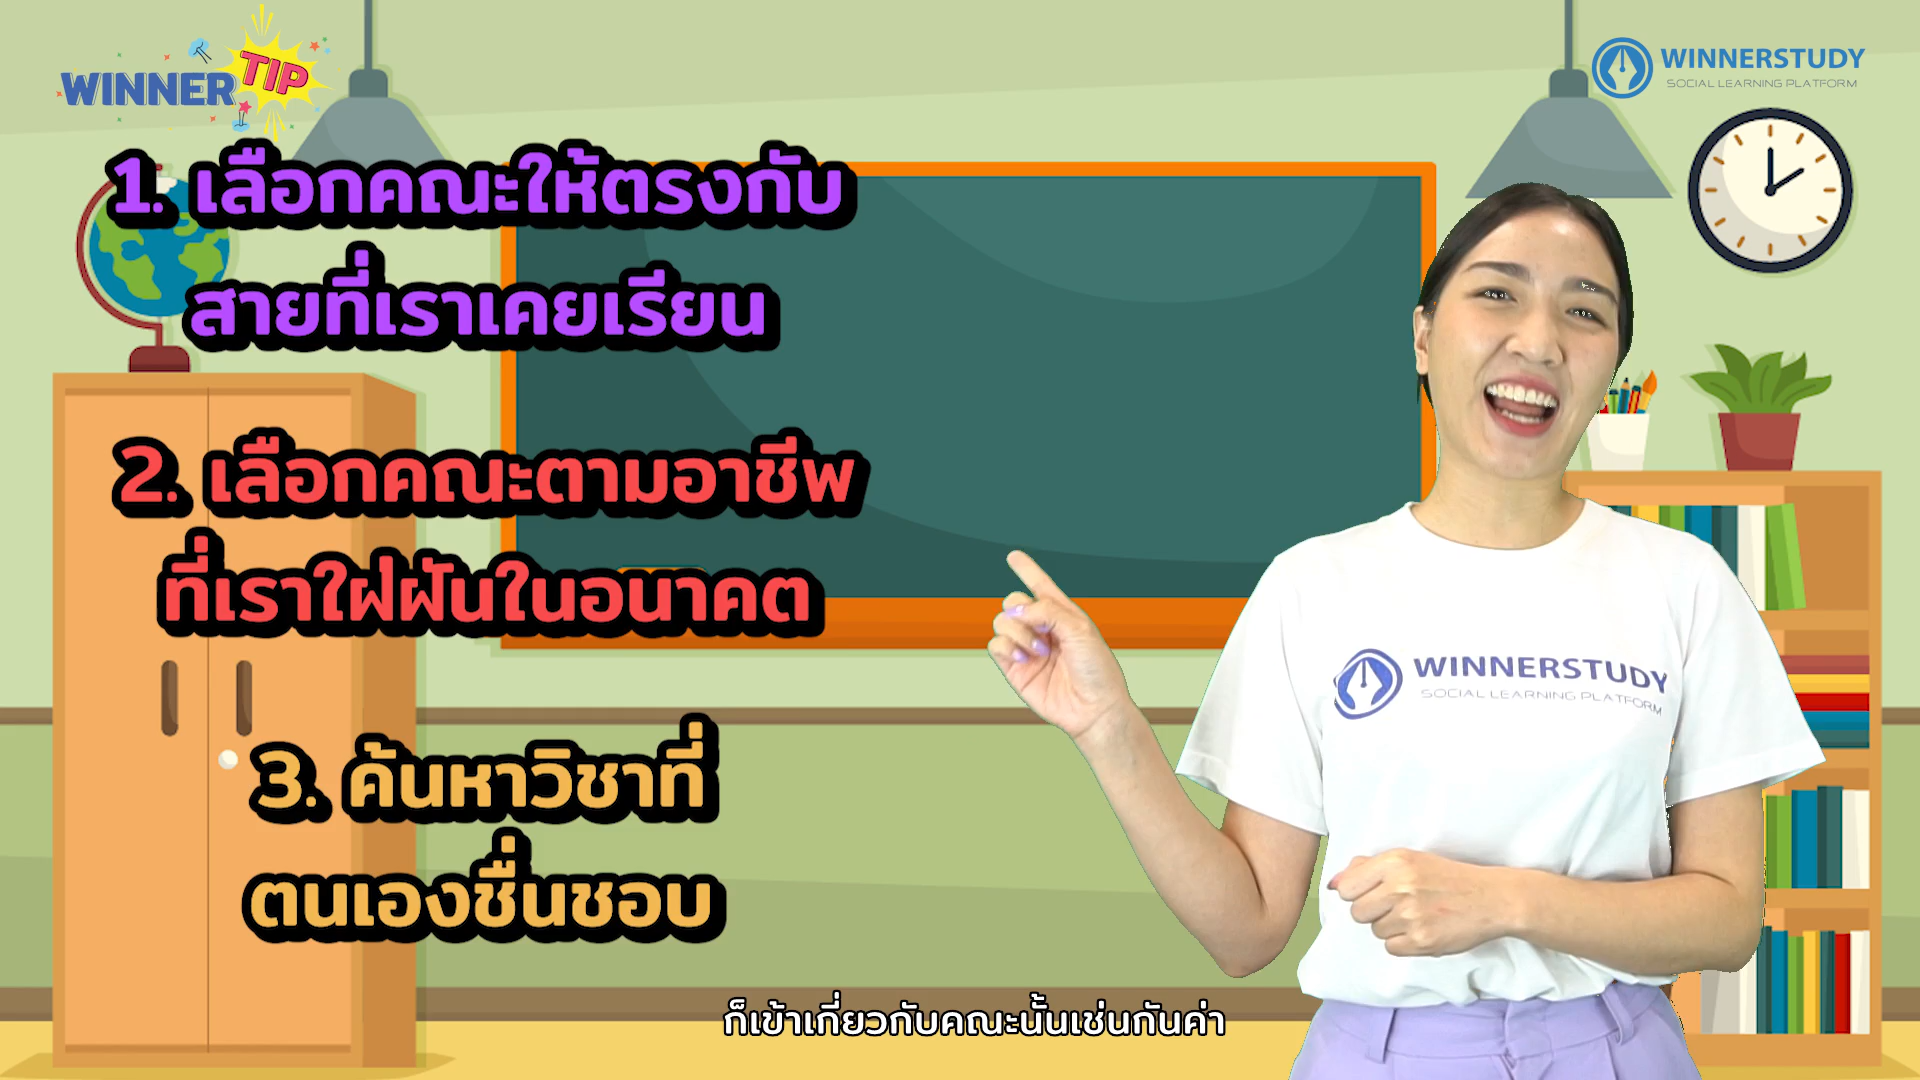 WINNER TIP
WINNERSTUDY
SOCIAL LEARNING PLATFORM
1. เลือกคณะให้ตรงกับ
สายที่เราเคยเรียน
2. เลือกคณะตามอาชีพ
ที่เราใฝ่ฝันในอนาคต
3. ค้นหาวิชาที่
ตนเองชื่นชอบ
WINNERSTUDY
SOCIAL LEARNING PLATFORM
ก็เข้าเกี่ยวกับคณะนั้นเช่นกันค่า